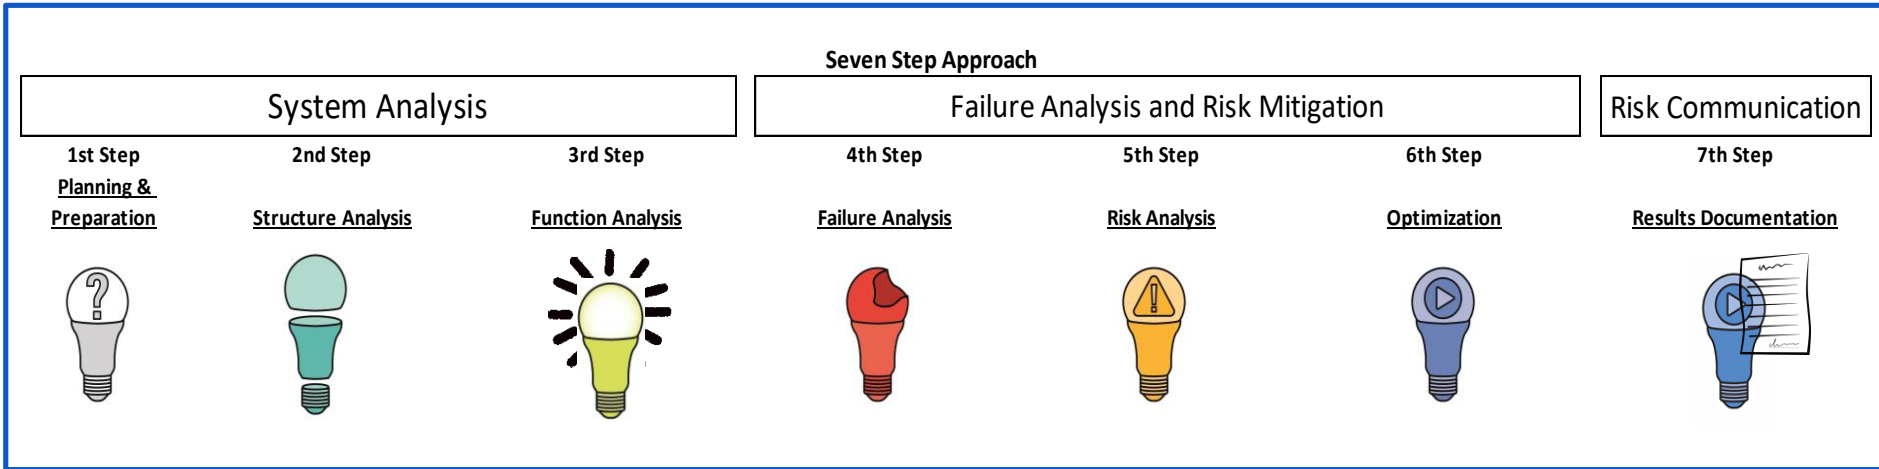 Seven Step Approach
System Analysis
Failure Analysis and Risk Mitigation
Risk Communication
1st Step
2nd Step
3rd Step
4th Step
5th Step
6th Step
7th Step
Planning &
Preparation
Structure Analysis
Function Analysis
Failure Analysis
Risk Analysis
Optimization
Results Documentation
?
!